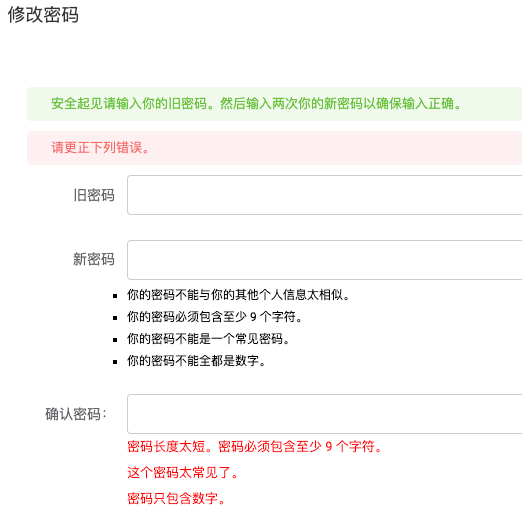 修改密码
安全起见请输入你的旧密码。然后输入两次你的新密码以确保输入正确。
请更正下列错误。
旧密码
新密码
你的密码不能与你的其他个人信息太相似。
你的密码必须包含至少 9 个字符。
你的密码不能是一个常见密码。
你的密码不能全都是数字。
确认密码：
密码长度太短。密码必须包含至少 9 个字符。
这个密码太常见了。
密码只包含数字。